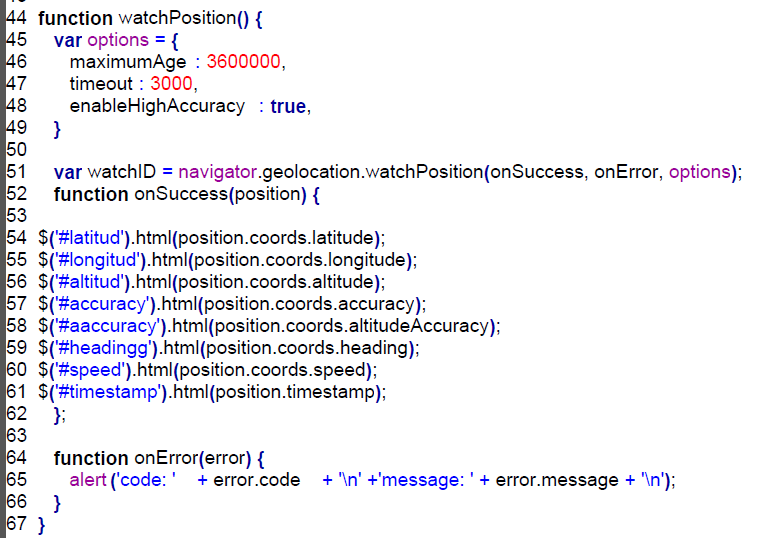 44 function watchPosition() {
45 var options = {
46 maximumAge : 3600000,
47 timeout : 3000,
48 enableHighAccuracy : true,
49 }
50
51 var watchID = navigator.geolocation.watchPosition(onSuccess, onError, options);
52 function onSuccess(position) {
53
54 $('#latitud').html(position.coords.latitude);
55 $('#longitud').html(position.coords.longitude);
56 $('#altitud').html(position.coords.altitude);
57 $('#accuracy').html(position.coords.accuracy);
58 $('#aaccuracy').html(position.coords.altitudeAccuracy);
59 $('#headingg').html(position.coords.heading);
60 $('#speed').html(position.coords.speed);
61 $('#timestamp').html(position.timestamp);
62 };
63
64 function onError(error) {
65 alert ('code: ' + error.code + '\n' +'message: ' + error.message + '\n');
66 }
67 }